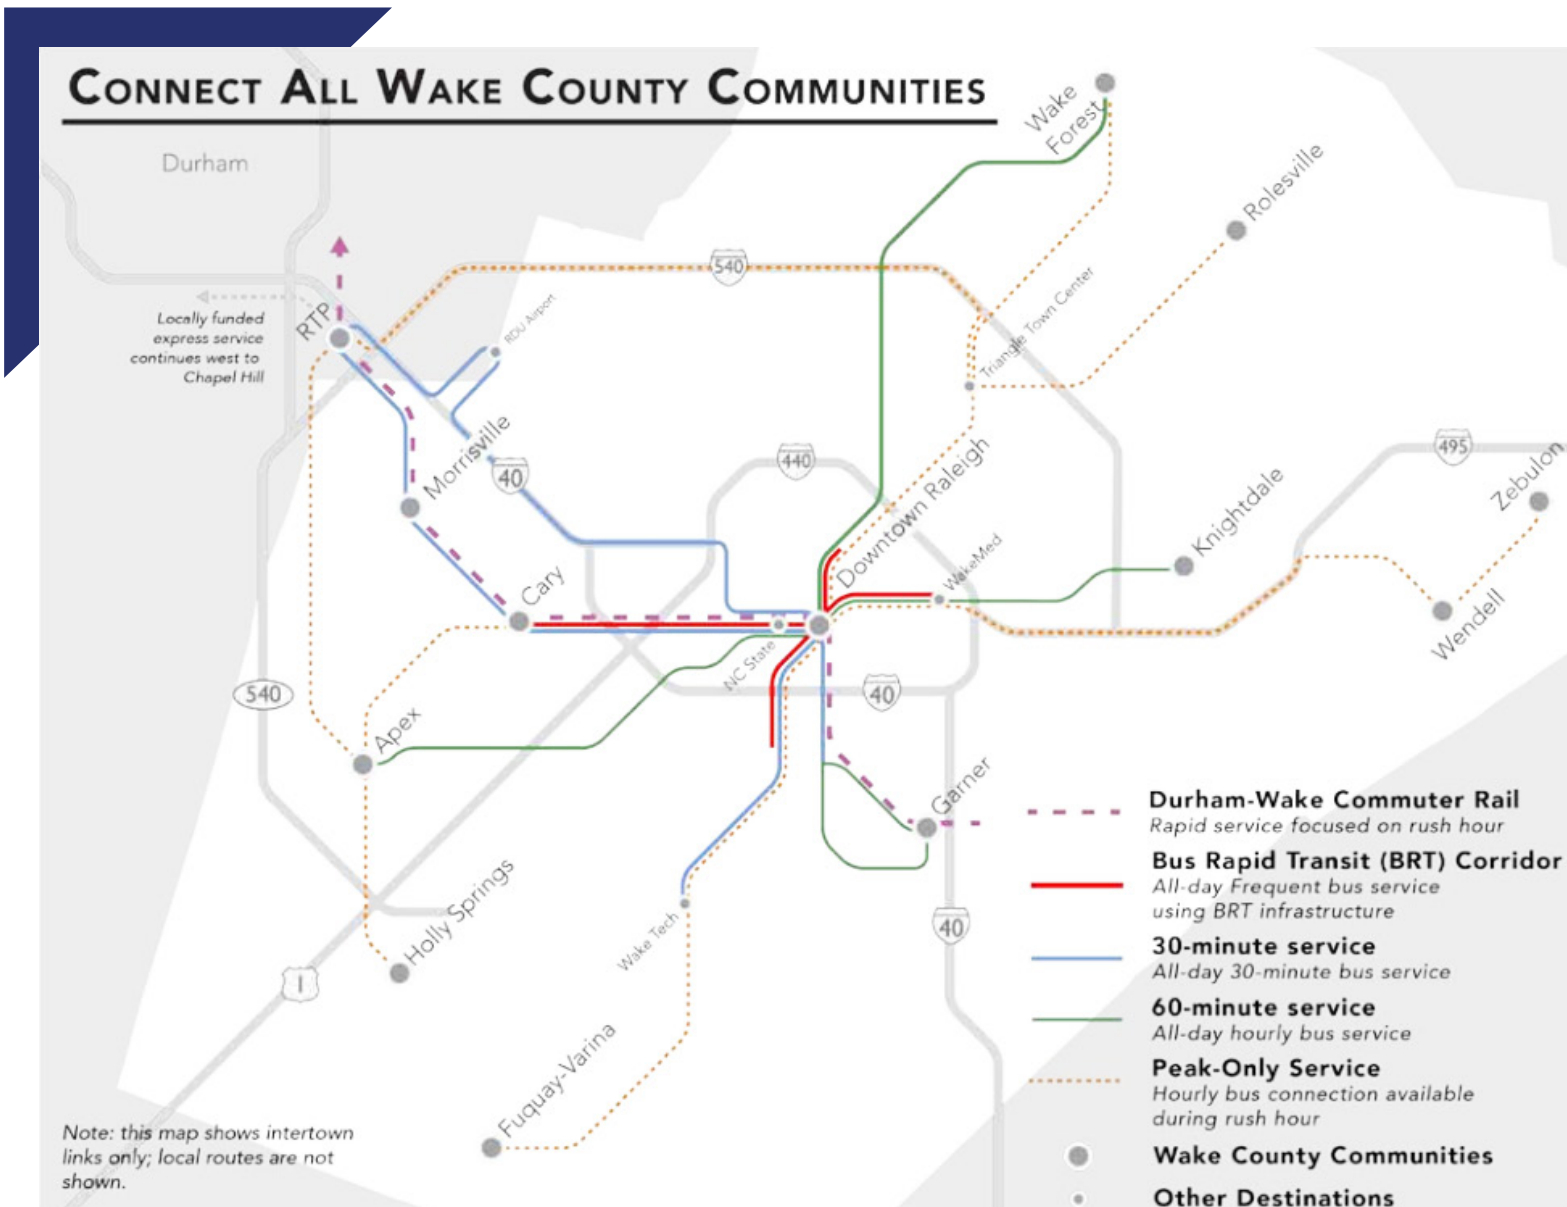 CONNECT ALL WAKE COUNTY COMMUNITIES
Durham
Wake
Forest
Rolesville
540
RTP
Locally funded
express service
continues west to
Chapel Hill
RDU Airport
Triangle Town Center
Morrisville
40
440
Downtown Raleigh
495
Zebulon
Knightdale
WakeMed
Cary
NC State
Wendell
540
40
Apex
Garner
Holly Springs
Wake Tech
40
1
Fuquay-Varina
Durham-Wake Commuter Rail
Rapid service focused on rush hour
Bus Rapid Transit (BRT) Corridor
All-day Frequent bus service
using BRT infrastructure
30-minute service
All-day 30-minute bus service
60-minute service
All-day hourly bus service
Peak-Only Service
Hourly bus connection available
during rush hour
Wake County Communities
Other Destinations
Note: this map shows intertown
links only; local routes are not
shown.